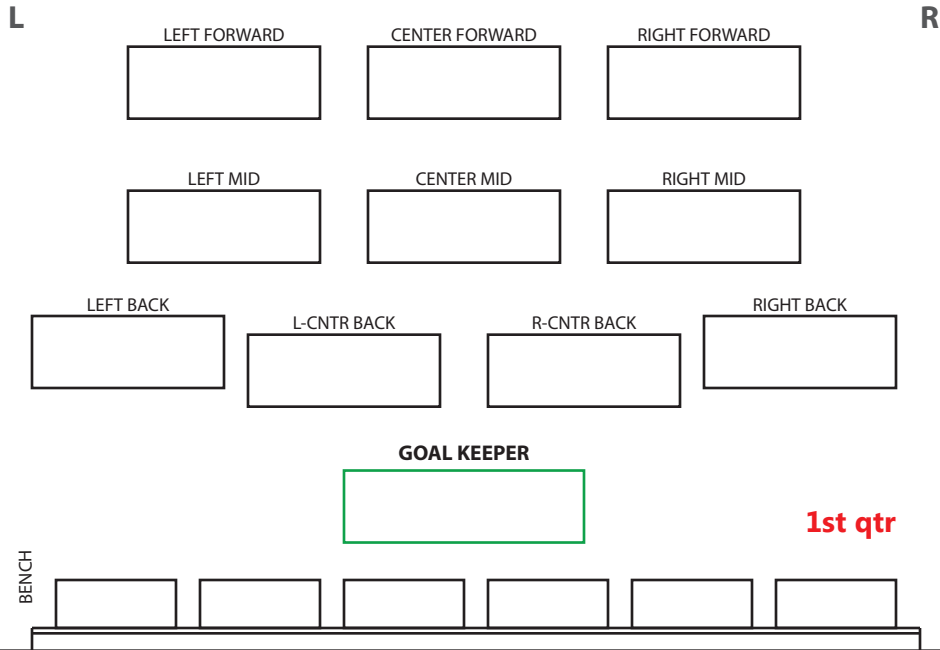 L
R
LEFT FORWARD
CENTER FORWARD
RIGHT FORWARD
LEFT MID
CENTER MID
RIGHT MID
LEFT BACK
L-CNTR BACK
R-CNTR BACK
RIGHT BACK
GOAL KEEPER
1st qtr
BENCH